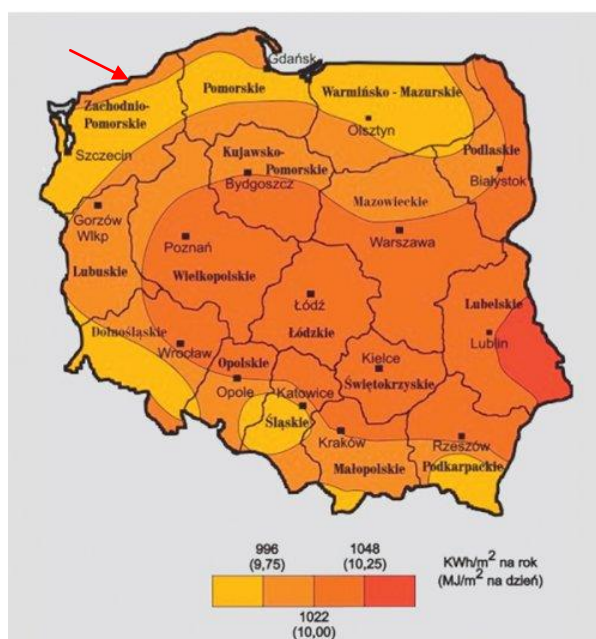 Gdańsk
Zachodnio-
Pomorskie
Pomorskie
Warmińsko - Mazurskie
Olsztyn
Szczecin
Kujawsko-
Pomorskie
Bydgoszcz
Podlaskie
Białystok
Gorzów
Wlkp
Mazowieckie
Poznań
Warszawa
Lubuskie
Wielkopolskie
Łódź
Łódzkie
Lubelskie
Lublin
Dolnośląskie
Wrocław
Opolskie
Opole
Kielce
Świętokrzyskie
Katowice
Śląskie
Kraków
Małopolskie
Rzeszów
Podkarpackie
996
(9,75)
1048
(10,25)
KWh/m² na rok
(MJ/m² na dzień)
1022
(10,00)